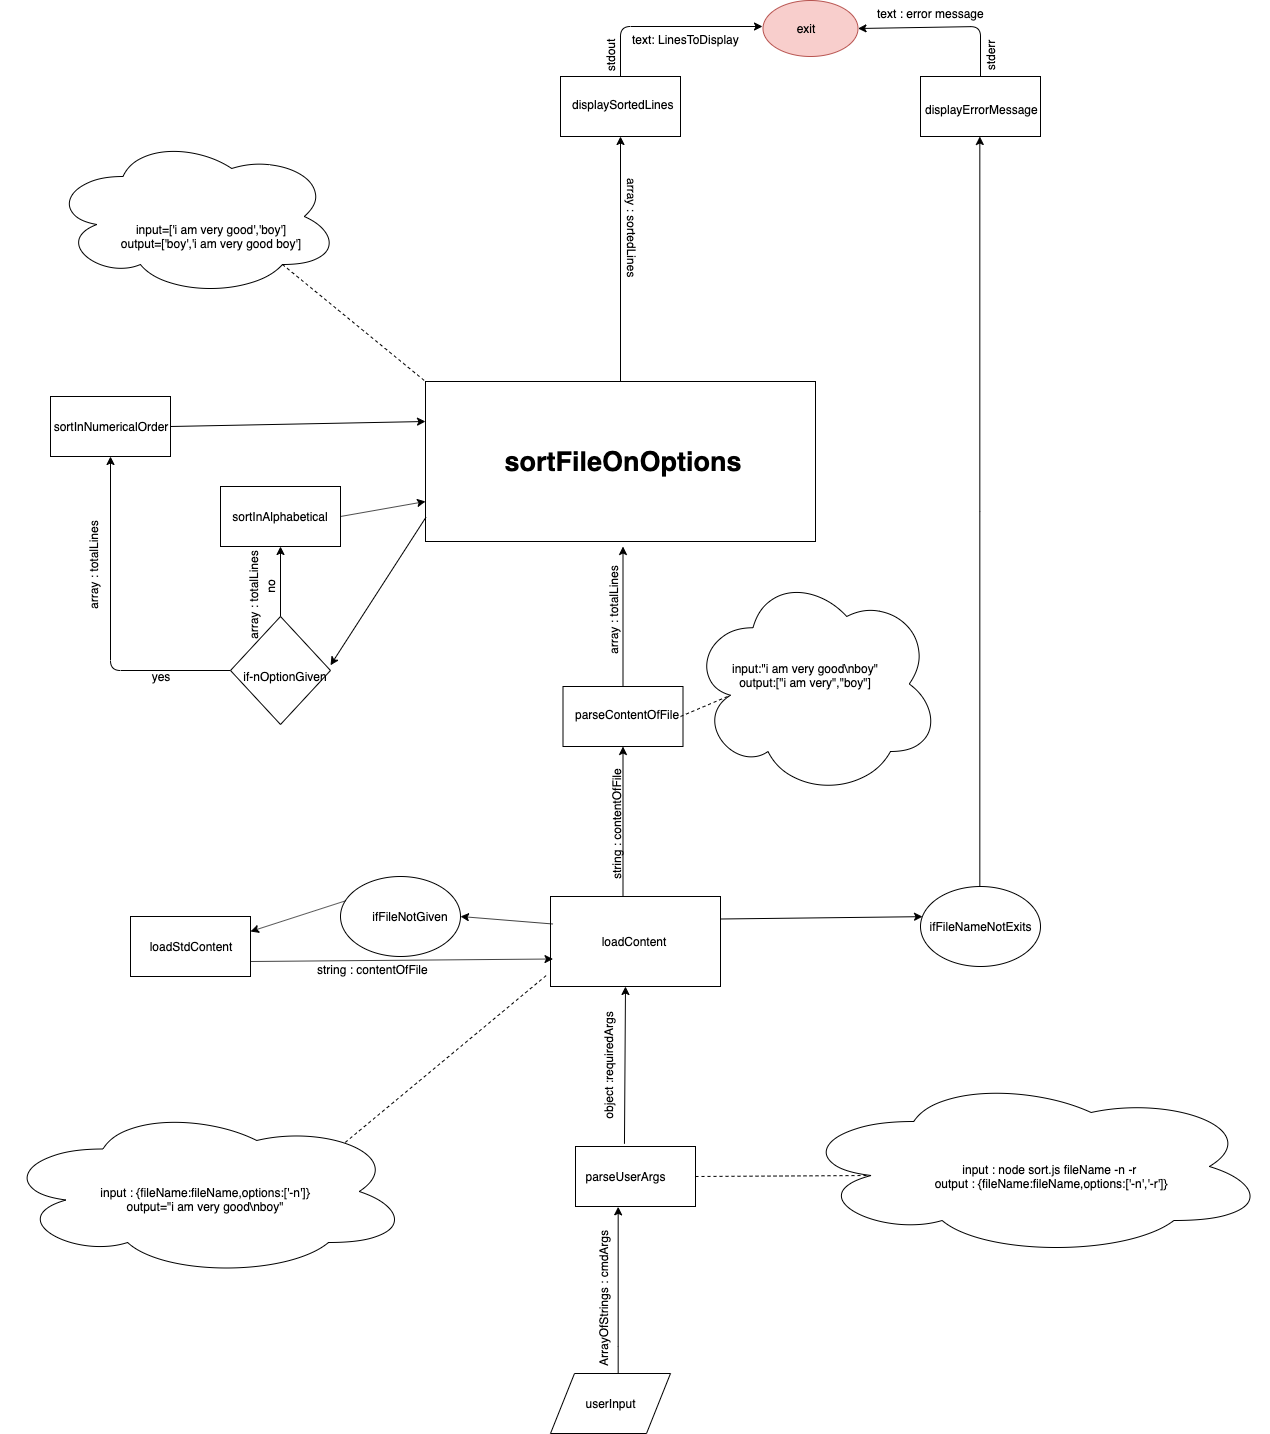 text : error message
exit
text: LinesToDisplay
stdout
stderr
displaySortedLines
displayErrorMessage
array : sortedLines
input=['i am very good','boy']
output=['boy','i am very good boy']
sortInNumericalOrder
sortFileOnOptions
sortInAlphabetical
array : totalLines
array : totalLines
no
array : totalLines
if-nOptionGiven
yes
input:"i am very good\nboy"
output:["i am very","boy"]
parseContentOfFile
string : contentOfFile
ifFileNotGiven
ifFileNameNotExits
loadStdContent
loadContent
string : contentOfFile
object :requiredArgs
input : node sort.js fileName -n -r
output : {fileName:fileName,options:['-n','-r']}
parseUserArgs
input : {fileName:fileName,options:['-n']}
output="i am very good\nboy"
ArrayOfStrings : cmdArgs
userInput